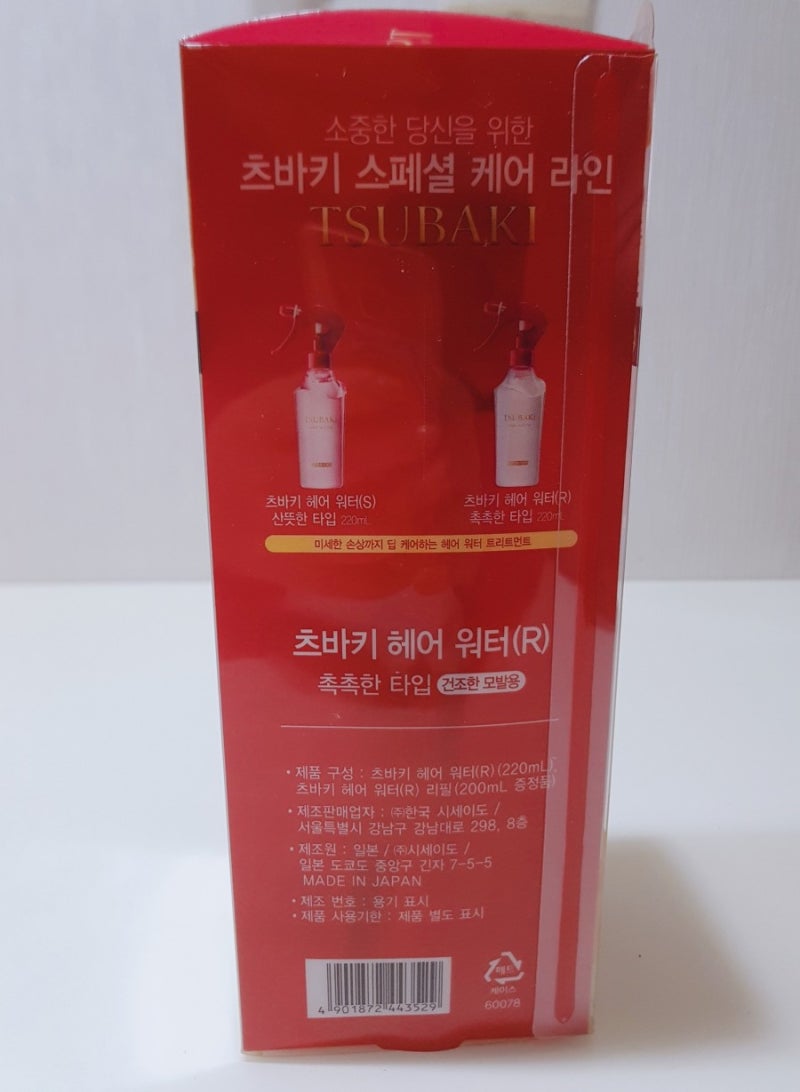 소중한 당신을 위한
츠바키 스페셜 케어 라인
TSUBAKI
TSUBAKI
TSUBAKI
츠바키 헤어 워터(S)
산뜻한 타입 220mL
츠바키 헤어 워터(R)
촉촉한 타입 220mL
미세한 손상까지 딥 케어하는 헤어 워터 트리트먼트
츠바키 헤어 워터(R)
촉촉한 타입 건조한 모발용
• 제품 구성 : 츠바키 헤어 워터(R)(220mL),
츠바키 헤어 워터(R) 리필(200mL 증정품)
• 제조판매업자 : ㈜한국 시세이도 /
서울특별시 강남구 강남대로 298, 8층
• 제조원 : 일본 / ㈜시세이도 /
일본 도쿄도 중앙구 긴자 7-5-5
MADE IN JAPAN
• 제조 번호 : 용기 표시
• 제품 사용기한 : 제품 별도 표시
4 901872 443529
페트
케이스
60078